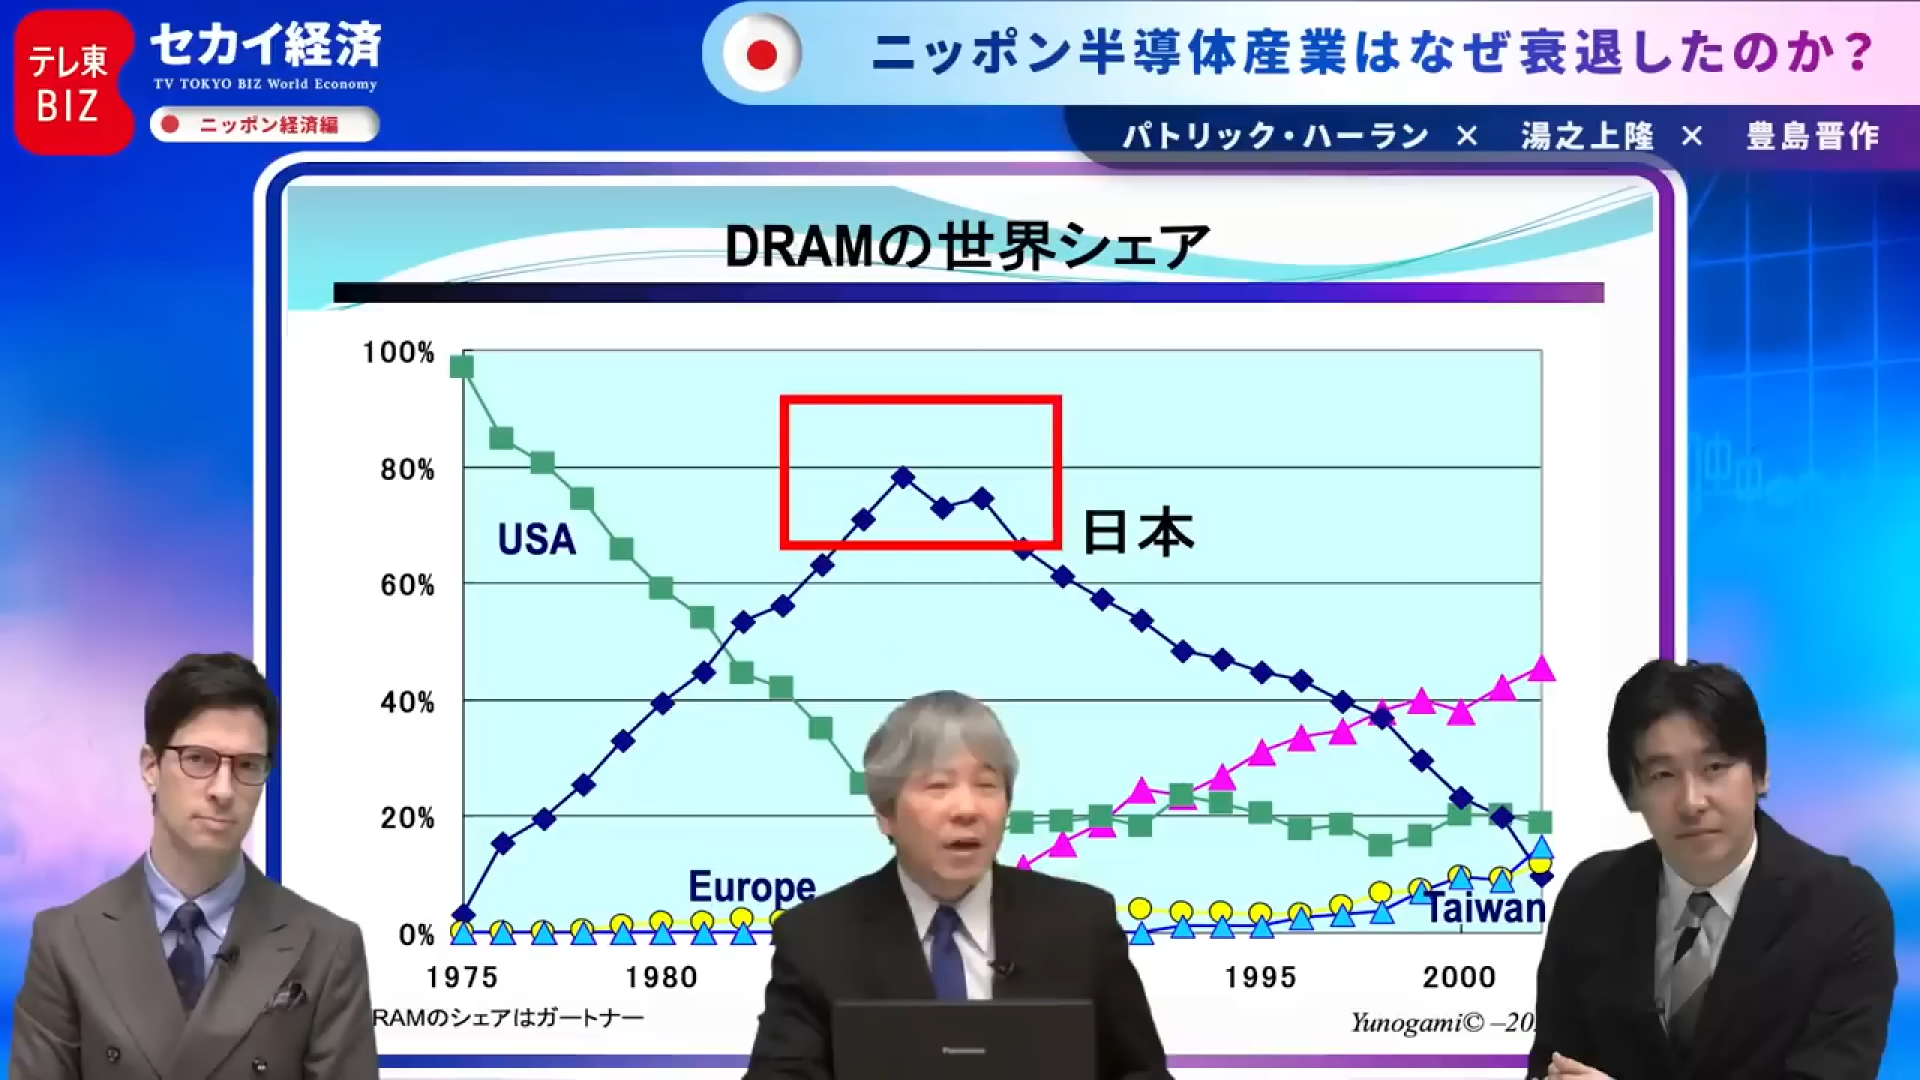 テレ東
BIZ
セカイ経済
TV TOKYO BIZ World Economy
ニッポン経済編
ニッポン半導体産業はなぜ衰退したのか？
パトリック・ハーラン × 湯之上隆 × 豊島晋作
DRAMの世界シェア
100%
80%
60%
40%
20%
0%
USA
日本
Europe
Taiwan
1975
1980
1995
2000
RAMのシェアはガートナー
Yunogami© –20
Panasonic